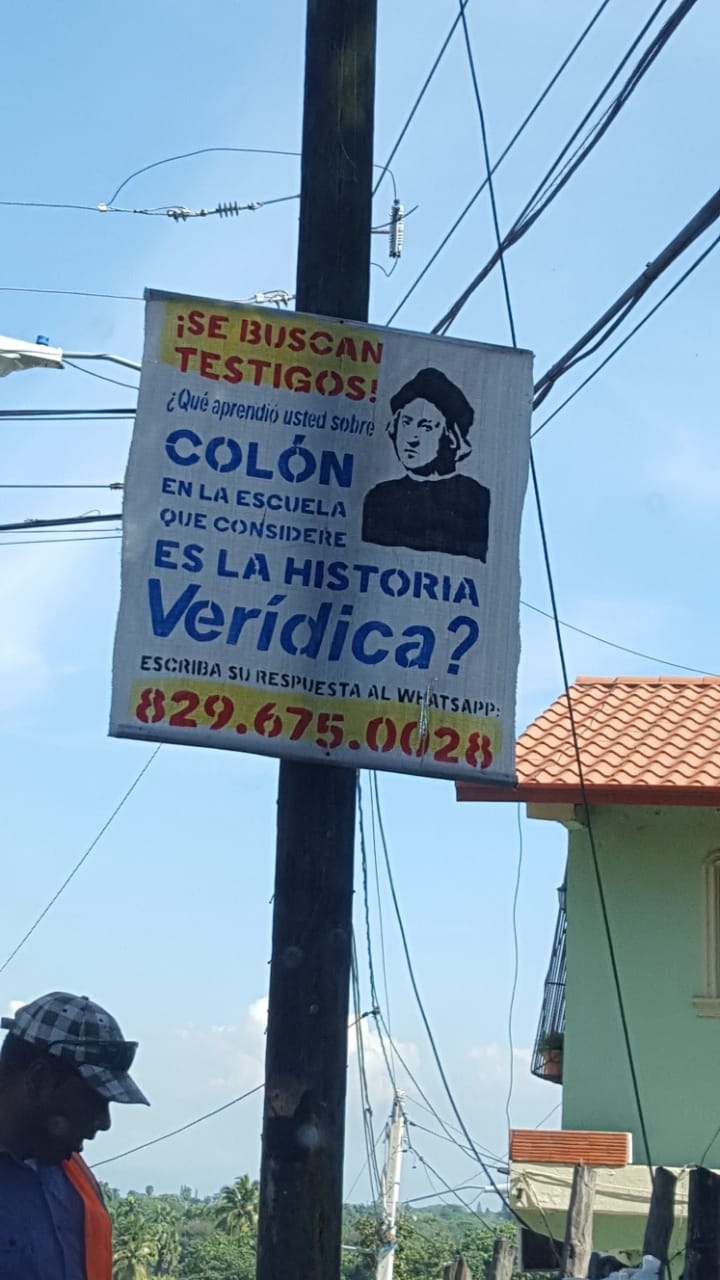 ¡SE BUSCAN
TESTIGOS!
¿Qué aprendió usted sobre
COLÓN
EN LA ESCUELA
QUE CONSIDERE
ES LA HISTORIA
Verídica?
ESCRIBA SU RESPUESTA AL WHATSAPP:
829.675.0028